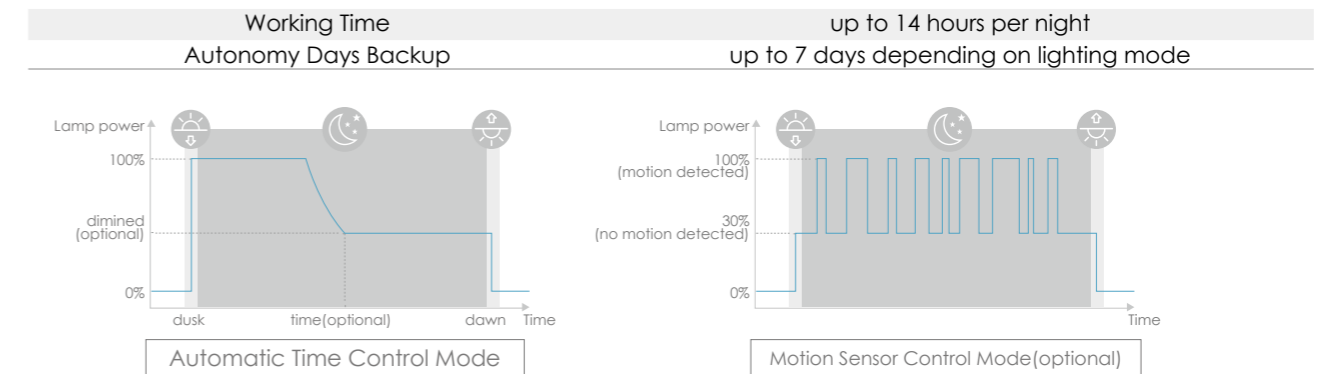 Working Time up to 14 hours per night
Autonomy Days Backup up to 7 days depending on lighting mode
Lamp power
100%
dimined
(optional)
0%
dusk time(optional) dawn Time
Automatic Time Control Mode
Lamp power
100%
(motion detected)
30%
(no motion detected)
0%
Time
Motion Sensor Control Mode(optional)